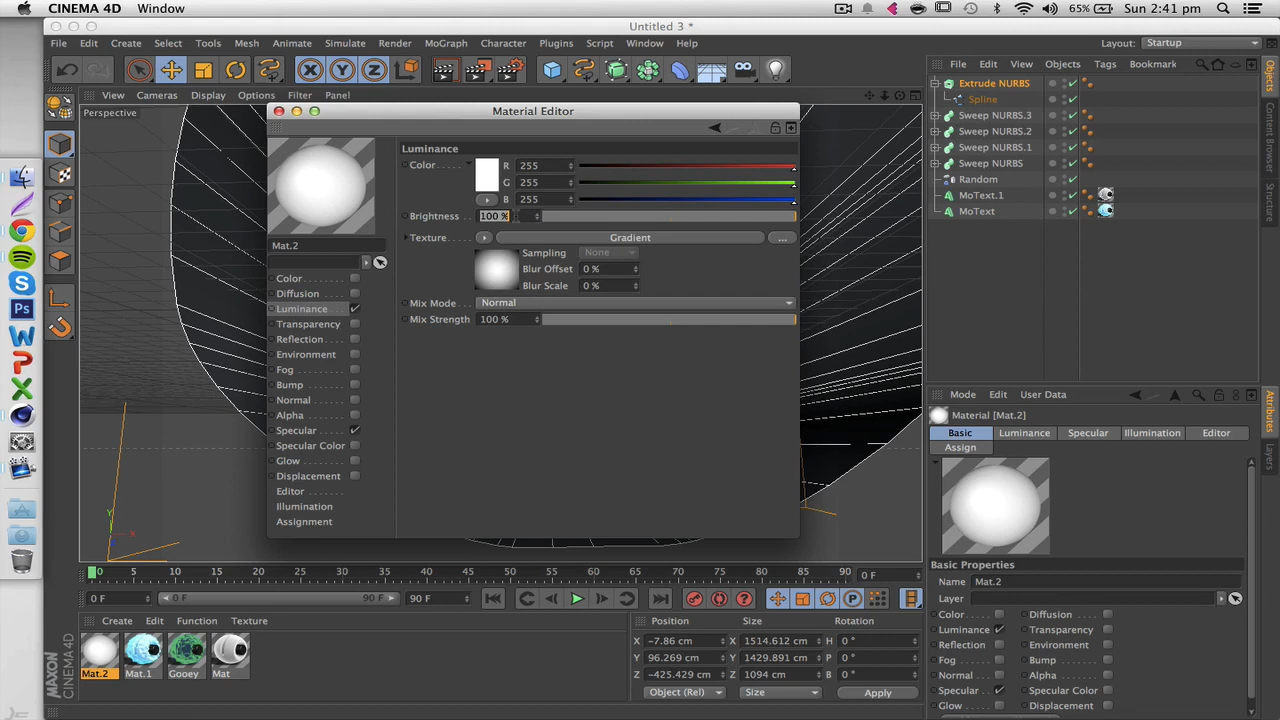 CINEMA 4D Window
65% Sun 2:41 pm
Untitled 3 *
File Edit Create Select Tools Mesh Animate Simulate Render MoGraph Character Plugins Script Window Help
Layout: Startup
File Edit View Objects Tags Bookmark
View Cameras Display Options Filter Panel
Perspective
Material Editor
Luminance
Color R 255
G 255
B 255
Brightness 100 %
Texture Gradient ...
Sampling None
Blur Offset 0 %
Blur Scale 0 %
Mix Mode Normal
Mix Strength 100 %
Mat.2
Color
Diffusion
Luminance
Transparency
Reflection
Environment
Fog
Bump
Normal
Alpha
Specular
Specular Color
Glow
Displacement
Editor
Illumination
Assignment
Extrude NURBS
Spline
Sweep NURBS.3
Sweep NURBS.2
Sweep NURBS.1
Sweep NURBS
Random
MoText.1
MoText
Objects
Content Browser
Structure
Mode Edit User Data
Material [Mat.2]
Basic Luminance Specular Illumination Editor
Assign
Basic Properties
Name Mat.2
Layer
Color Diffusion
Luminance Transparency
Reflection Environment
Fog Bump
Normal Alpha
Specular Specular Color
Glow Displacement
Attributes
Layers
Y
X
0 5 10 15 20 25 30 35 40 45 50 55 60 65 70 75 80 85 90 0 F
0 F 0 F 90 F 90 F
Create Edit Function Texture
Mat.2 Mat.1 Gooey Mat
Position Size Rotation
X -7.86 cm X 1514.612 cm H 0 °
Y 96.269 cm Y 1429.891 cm P 0 °
Z -425.429 cm Z 1094 cm B 0 °
Object (Rel) Size Apply
MAXON
CINEMA 4D